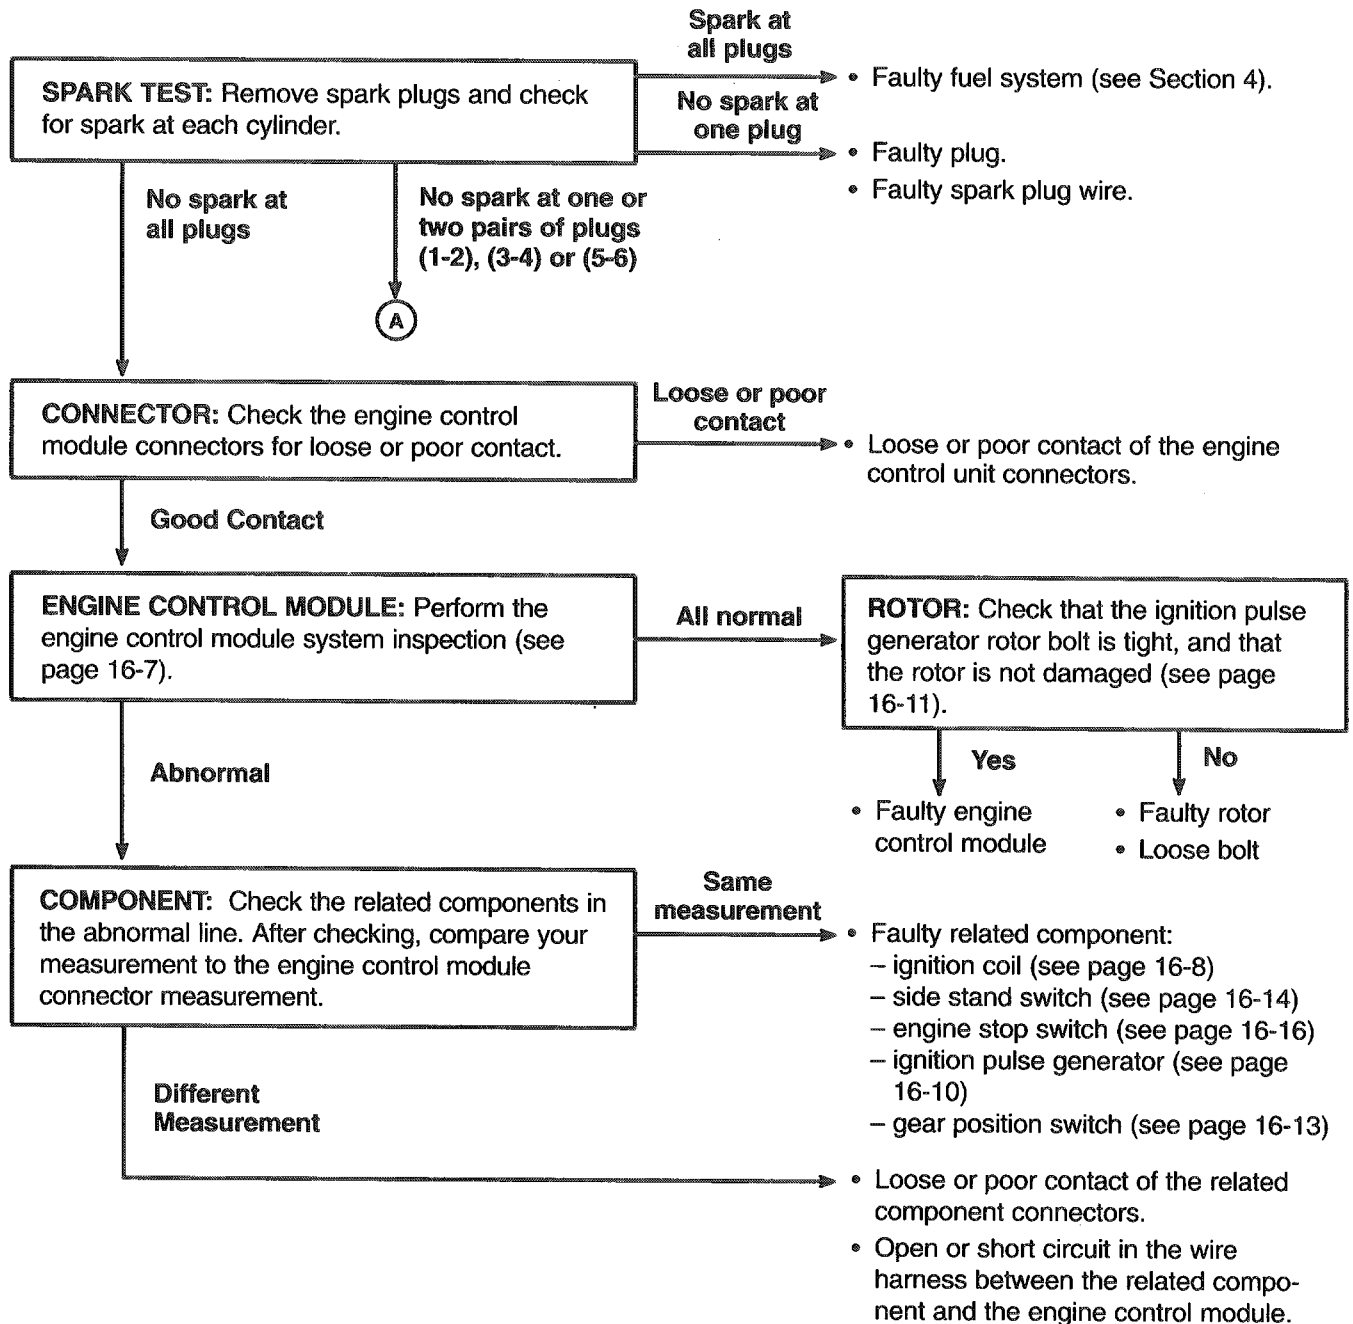 Spark at
all plugs
SPARK TEST: Remove spark plugs and check
for spark at each cylinder.
• Faulty fuel system (see Section 4).
No spark at
one plug
• Faulty plug.
• Faulty spark plug wire.
No spark at
all plugs
No spark at one or
two pairs of plugs
(1-2), (3-4) or (5-6)
A
CONNECTOR: Check the engine control
module connectors for loose or poor contact.
Loose or poor
contact
• Loose or poor contact of the engine
control unit connectors.
Good Contact
ENGINE CONTROL MODULE: Perform the
engine control module system inspection (see
page 16-7).
All normal
ROTOR: Check that the ignition pulse
generator rotor bolt is tight, and that
the rotor is not damaged (see page
16-11).
Abnormal
Yes
No
• Faulty engine
control module
• Faulty rotor
• Loose bolt
COMPONENT: Check the related components in
the abnormal line. After checking, compare your
measurement to the engine control module
connector measurement.
Same
measurement
• Faulty related component:
– ignition coil (see page 16-8)
– side stand switch (see page 16-14)
– engine stop switch (see page 16-16)
– ignition pulse generator (see page
16-10)
– gear position switch (see page 16-13)
Different
Measurement
• Loose or poor contact of the related
component connectors.
• Open or short circuit in the wire
harness between the related compo-
nent and the engine control module.